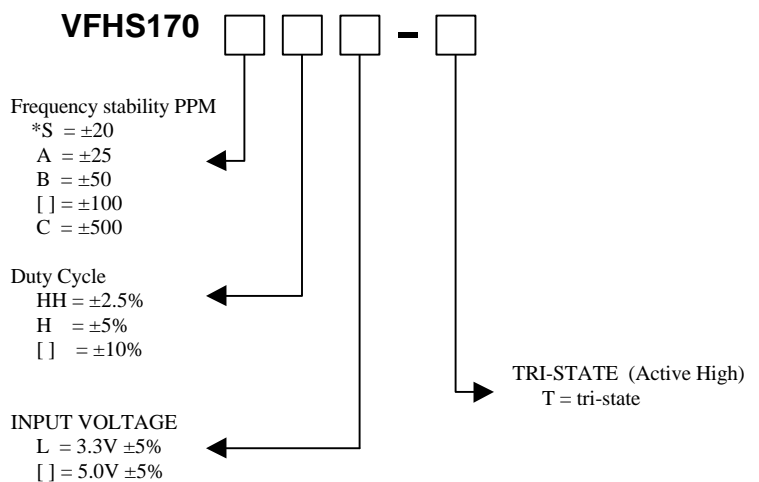 VFHS170 -
Frequency stability PPM
*S = ±20
A = ±25
B = ±50
[ ] = ±100
C = ±500
Duty Cycle
HH = ±2.5%
H = ±5%
[ ] = ±10%
TRI-STATE (Active High)
T = tri-state
INPUT VOLTAGE
L = 3.3V ±5%
[ ] = 5.0V ±5%